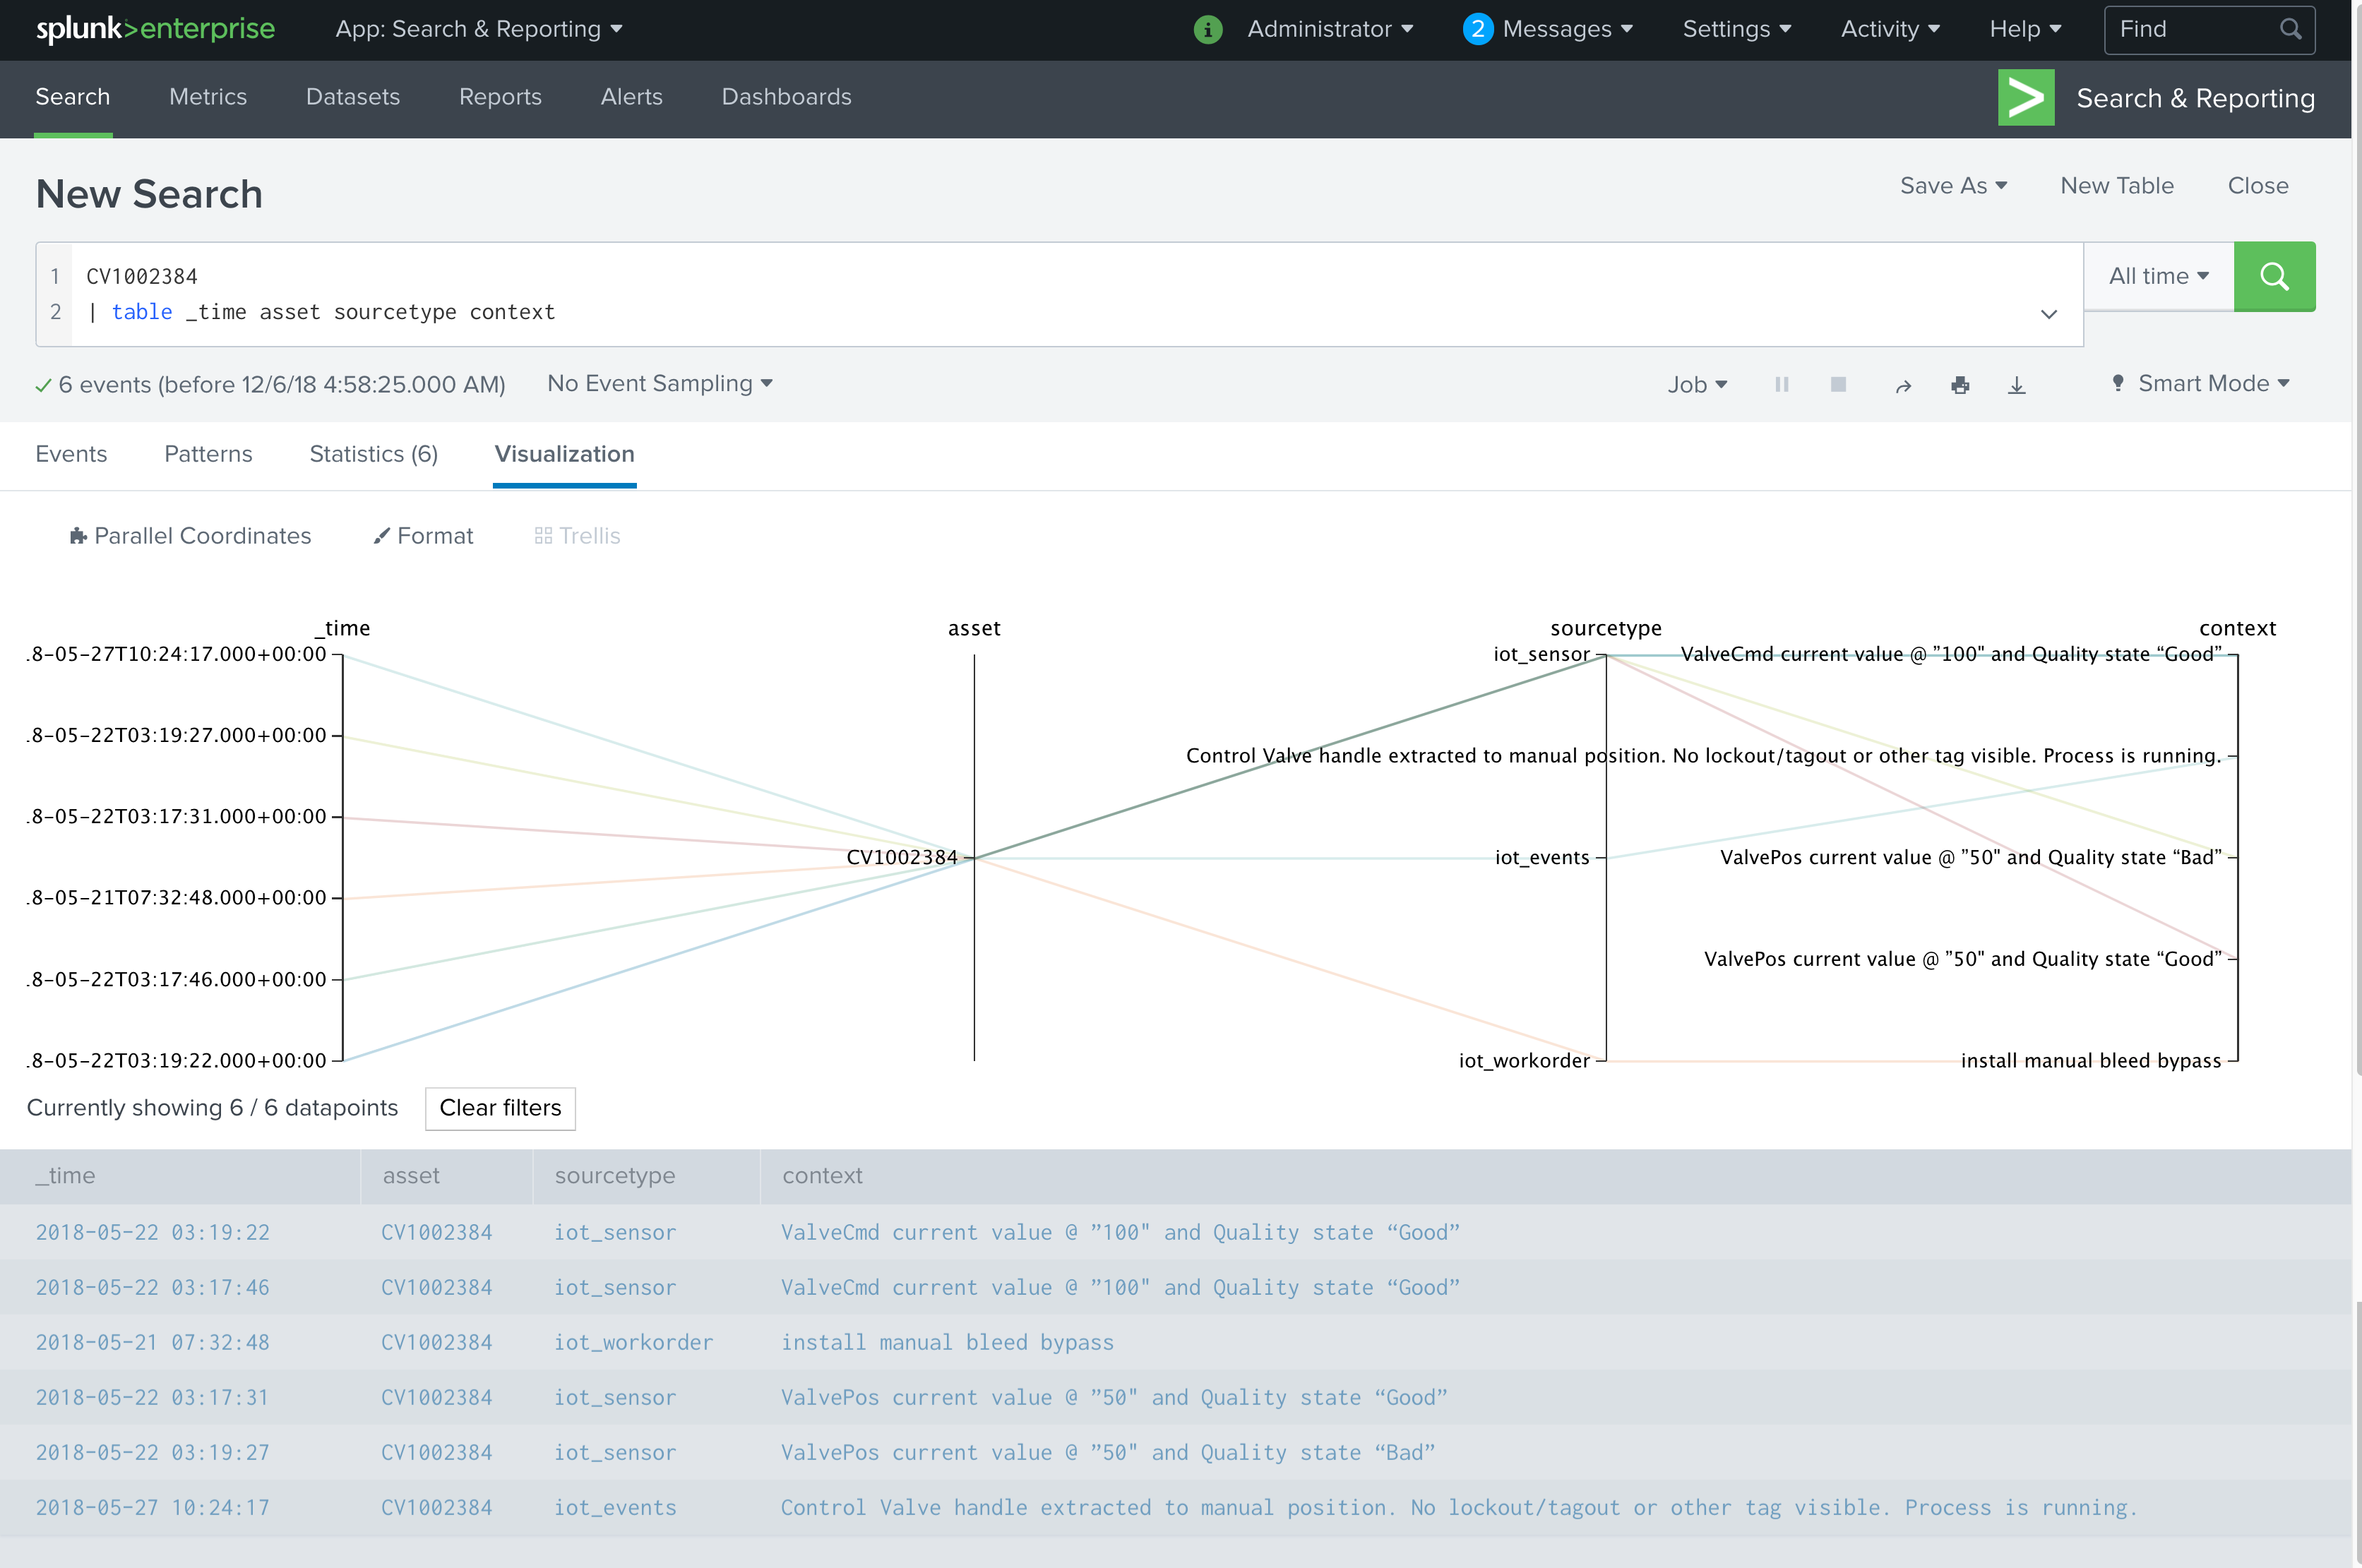 splunk>enterprise App: Search & Reporting i Administrator 2 Messages Settings Activity Help Find
Search Metrics Datasets Reports Alerts Dashboards > Search & Reporting
New Search Save As New Table Close
1 CV1002384 All time
2 | table _time asset sourcetype context
6 events (before 12/6/18 4:58:25.000 AM) No Event Sampling Job Smart Mode
Events Patterns Statistics (6) Visualization
Parallel Coordinates Format Trellis
_time asset sourcetype context
.8-05-27T10:24:17.000+00:00 iot_sensor ValveCmd current value @ ”100" and Quality state “Good”
.8-05-22T03:19:27.000+00:00
Control Valve handle extracted to manual position. No lockout/tagout or other tag visible. Process is running.
.8-05-22T03:17:31.000+00:00
CV1002384 iot_events ValvePos current value @ ”50" and Quality state “Bad”
.8-05-21T07:32:48.000+00:00
ValvePos current value @ ”50" and Quality state “Good”
.8-05-22T03:17:46.000+00:00
.8-05-22T03:19:22.000+00:00 iot_workorder install manual bleed bypass
Currently showing 6 / 6 datapoints Clear filters
_time asset sourcetype context
2018-05-22 03:19:22 CV1002384 iot_sensor ValveCmd current value @ ”100" and Quality state “Good”
2018-05-22 03:17:46 CV1002384 iot_sensor ValveCmd current value @ ”100" and Quality state “Good”
2018-05-21 07:32:48 CV1002384 iot_workorder install manual bleed bypass
2018-05-22 03:17:31 CV1002384 iot_sensor ValvePos current value @ ”50" and Quality state “Good”
2018-05-22 03:19:27 CV1002384 iot_sensor ValvePos current value @ ”50" and Quality state “Bad”
2018-05-27 10:24:17 CV1002384 iot_events Control Valve handle extracted to manual position. No lockout/tagout or other tag visible. Process is running.